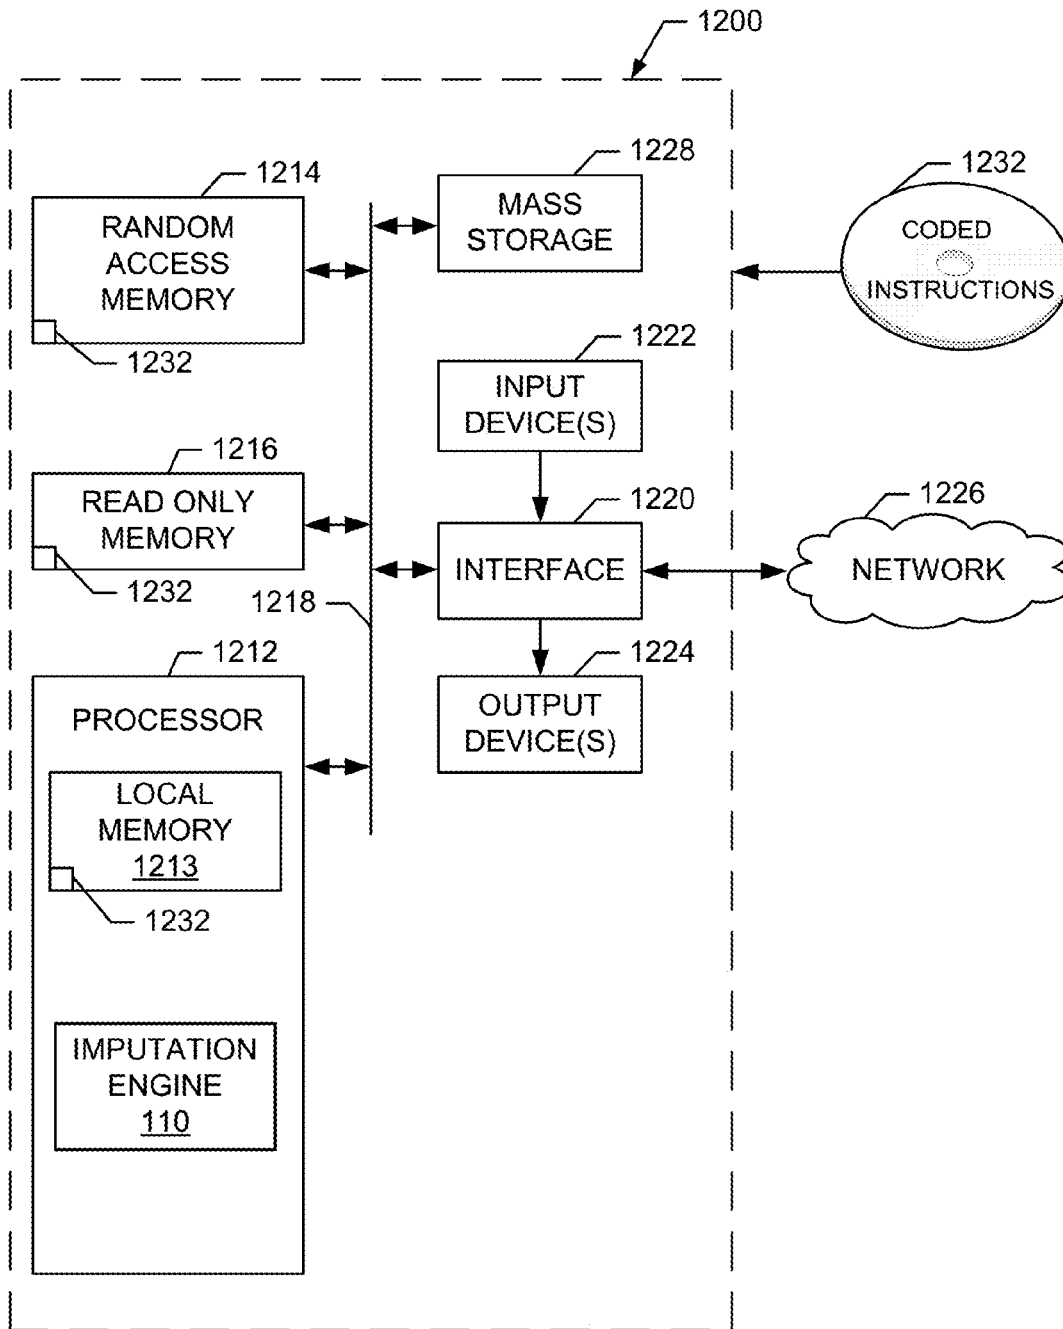 1200
1214
RANDOM
ACCESS
MEMORY
1232
1228
MASS
STORAGE
1232
CODED
INSTRUCTIONS
1222
INPUT
DEVICE(S)
1216
READ ONLY
MEMORY
1232
1220
INTERFACE
1226
NETWORK
1218
1212
PROCESSOR
LOCAL
MEMORY
1213
1232
1224
OUTPUT
DEVICE(S)
IMPUTATION
ENGINE
110